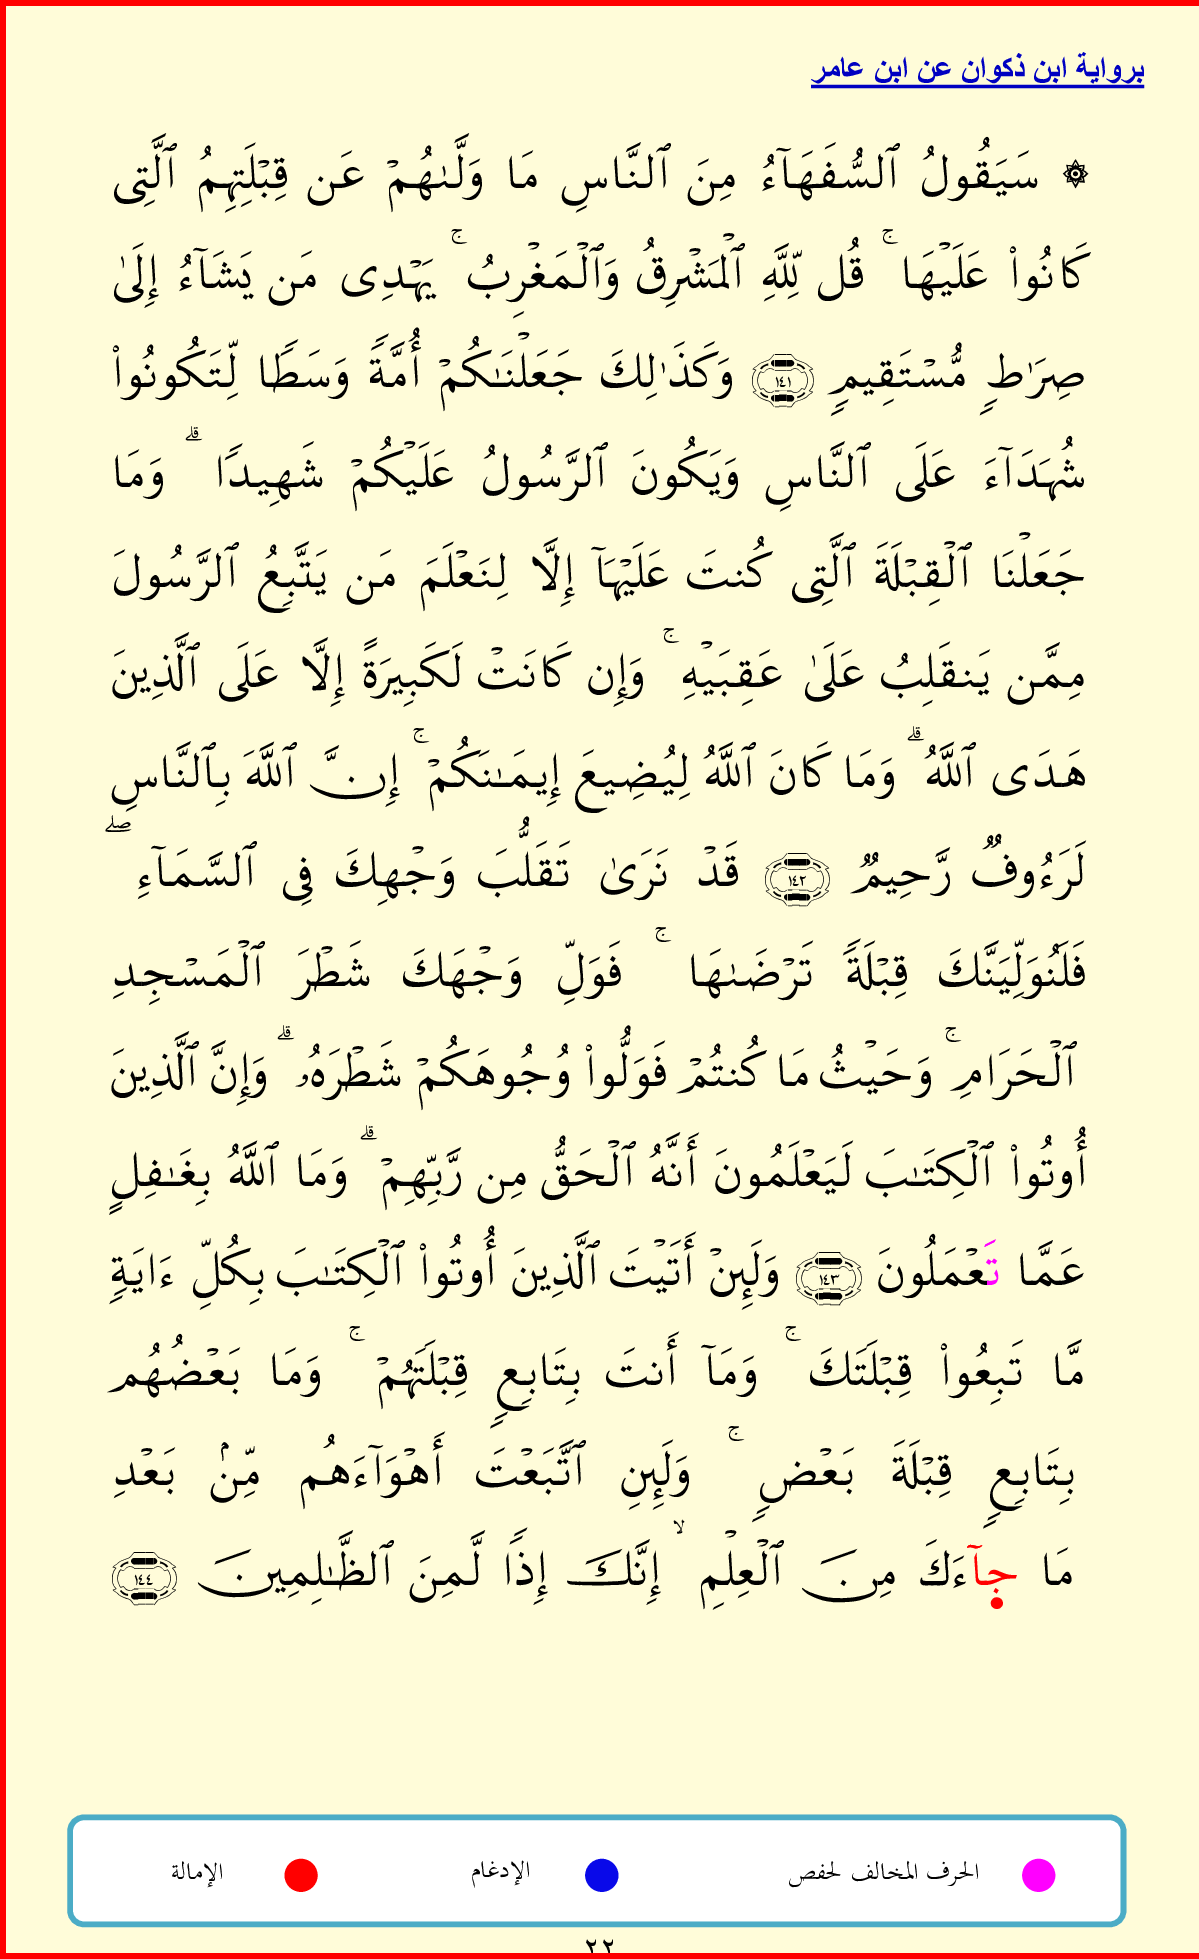 برواية ابن ذكوان عن ابن عامر
۞ سَيَقُولُ ٱلسُّفَهَآءُ مِنَ ٱلنَّاسِ مَا وَلَّىٰهُمۡ عَن قِبۡلَتِهِمُ ٱلَّتِى
كَانُواْ عَلَيۡهَا ۚ قُل لِّلَّهِ ٱلۡمَشۡرِقُ وَٱلۡمَغۡرِبُ ۚ يَهۡدِى مَن يَشَآءُ إِلَىٰ
صِرَٰطٍ مُّسۡتَقِيمٍ ١٤١ وَكَذَٰلِكَ جَعَلۡنَـٰكُمۡ أُمَّةً وَسَطًا لِّتَكُونُواْ
شُهَدَآءَ عَلَى ٱلنَّاسِ وَيَكُونَ ٱلرَّسُولُ عَلَيۡكُمۡ شَهِيدًا ۗ وَمَا
جَعَلۡنَا ٱلۡقِبۡلَةَ ٱلَّتِى كُنتَ عَلَيۡهَآ إِلَّا لِنَعۡلَمَ مَن يَتَّبِعُ ٱلرَّسُولَ
مِمَّن يَنقَلِبُ عَلَىٰ عَقِبَيۡهِ ۚ وَإِن كَانَتۡ لَكَبِيرَةً إِلَّا عَلَى ٱلَّذِينَ
هَدَى ٱللَّهُ ۗ وَمَا كَانَ ٱللَّهُ لِيُضِيعَ إِيمَـٰنَكُمۡ ۚ إِنَّ ٱللَّهَ بِٱلنَّاسِ
لَرَءُوفٌ رَّحِيمٌ ١٤٢ قَدۡ نَرَىٰ تَقَلُّبَ وَجۡهِكَ فِى ٱلسَّمَآءِ ۖ
فَلَنُوَلِّيَنَّكَ قِبۡلَةً تَرۡضَىٰهَا ۚ فَوَلِّ وَجۡهَكَ شَطۡرَ ٱلۡمَسۡجِدِ
ٱلۡحَرَامِ ۚ وَحَيۡثُ مَا كُنتُمۡ فَوَلُّواْ وُجُوهَكُمۡ شَطۡرَهُۥ ۗ وَإِنَّ ٱلَّذِينَ
أُوتُواْ ٱلۡكِتَـٰبَ لَيَعۡلَمُونَ أَنَّهُ ٱلۡحَقُّ مِن رَّبِّهِمۡ ۗ وَمَا ٱللَّهُ بِغَـٰفِلٍ
عَمَّا تَعۡمَلُونَ ١٤٣ وَلَئِنۡ أَتَيۡتَ ٱلَّذِينَ أُوتُواْ ٱلۡكِتَـٰبَ بِكُلِّ ءَايَةٍ
مَّا تَبِعُواْ قِبۡلَتَكَ ۚ وَمَآ أَنتَ بِتَابِعٍ قِبۡلَتَهُمۡ ۚ وَمَا بَعۡضُهُم
بِتَابِعٍ قِبۡلَةَ بَعۡضٍ ۚ وَلَئِنِ ٱتَّبَعۡتَ أَهۡوَآءَهُم مِّنۢ بَعۡدِ
مَا جَآءَكَ مِنَ ٱلۡعِلۡمِ ۙ إِنَّكَ إِذًا لَّمِنَ ٱلظَّـٰلِمِينَ ١٤٤
الحرف المخالف لحفص الإدغام الإمالة
٢٢